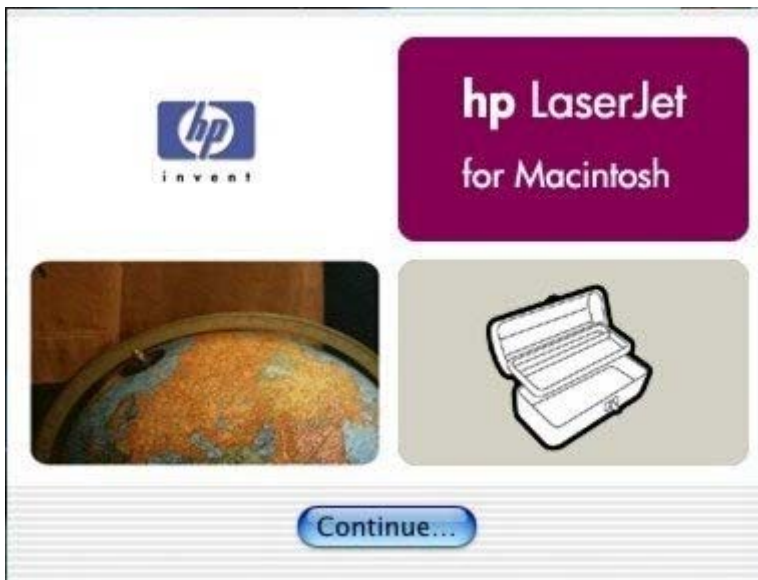 hp
invent
hp LaserJet
for Macintosh
Continue...